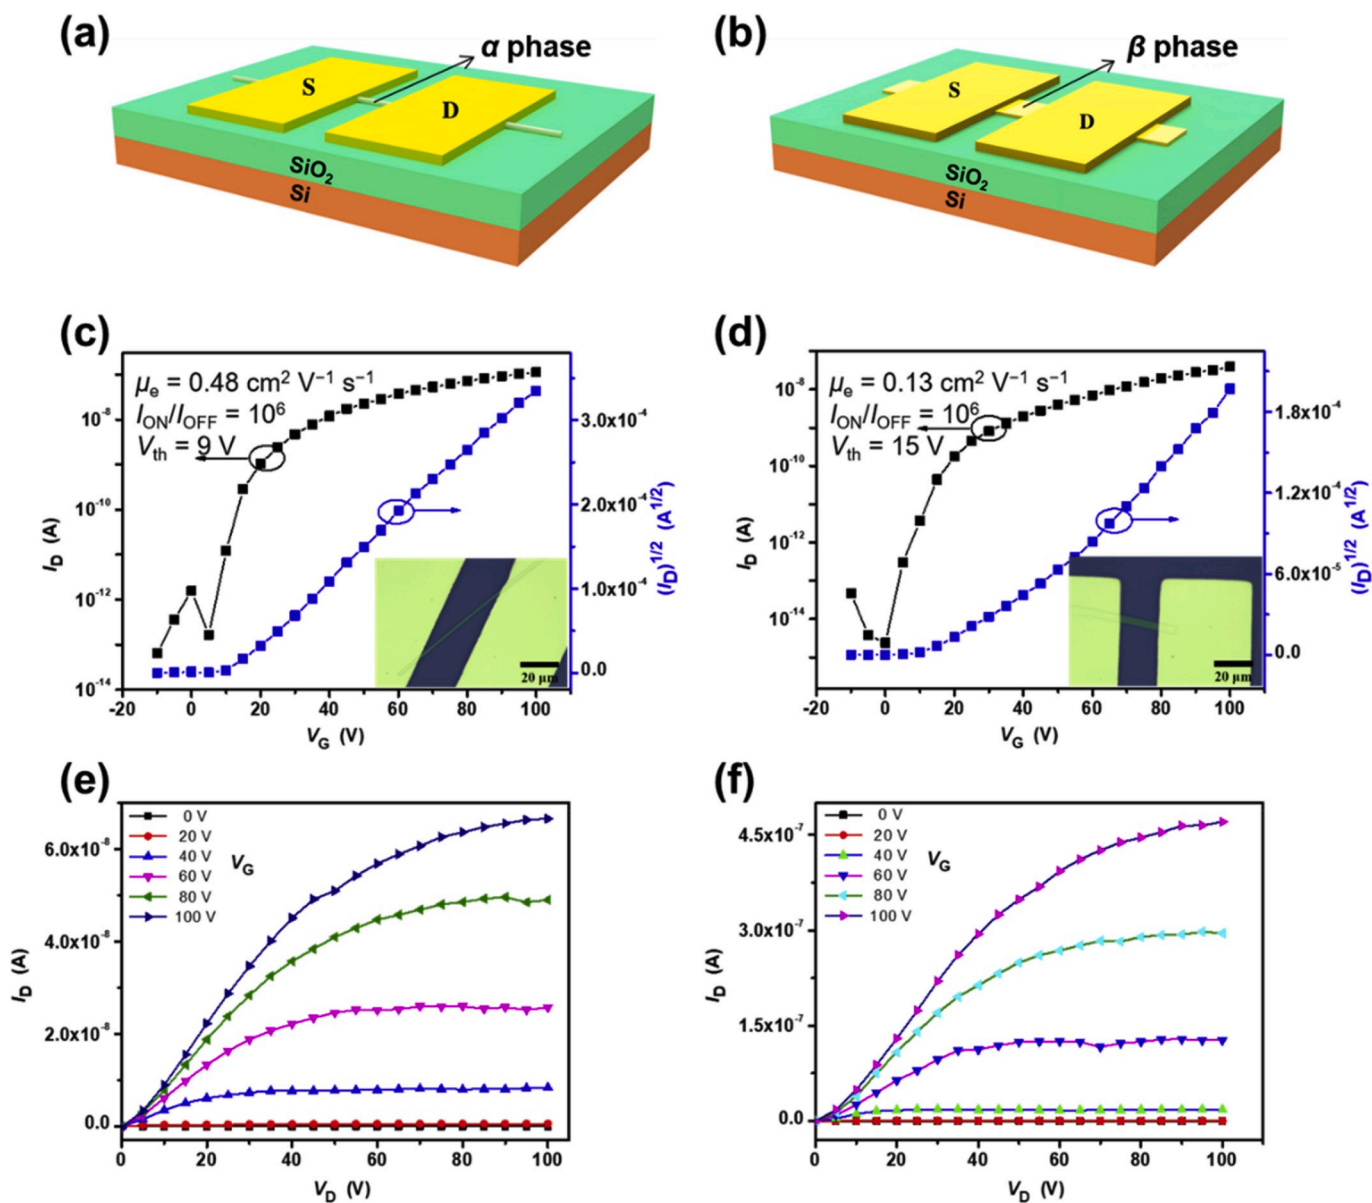 (a)
α phase
S
D
SiO2
Si
(b)
β phase
S
D
SiO2
Si
(c)
μe = 0.48 cm² V⁻¹ s⁻¹
ION/IOFF = 10⁶
Vth = 9 V
10⁻⁸
10⁻¹⁰
10⁻¹²
10⁻¹⁴
ID (A)
3.0x10⁻⁴
2.0x10⁻⁴
1.0x10⁻⁴
0.0
(ID)1/2 (A1/2)
20 μm
-20 0 20 40 60 80 100
VG (V)
(d)
μe = 0.13 cm² V⁻¹ s⁻¹
ION/IOFF = 10⁶
Vth = 15 V
10⁻⁸
10⁻¹⁰
10⁻¹²
10⁻¹⁴
ID (A)
1.8x10⁻⁴
1.2x10⁻⁴
6.0x10⁻⁵
0.0
(ID)1/2 (A1/2)
20 μm
-20 0 20 40 60 80 100
VG (V)
(e)
0 V
20 V
40 V
60 V
80 V
100 V
VG
6.0x10⁻⁸
4.0x10⁻⁸
2.0x10⁻⁸
0.0
ID (A)
0 20 40 60 80 100
VD (V)
(f)
0 V
20 V
40 V
60 V
80 V
100 V
VG
4.5x10⁻⁷
3.0x10⁻⁷
1.5x10⁻⁷
0.0
ID (A)
0 20 40 60 80 100
VD (V)